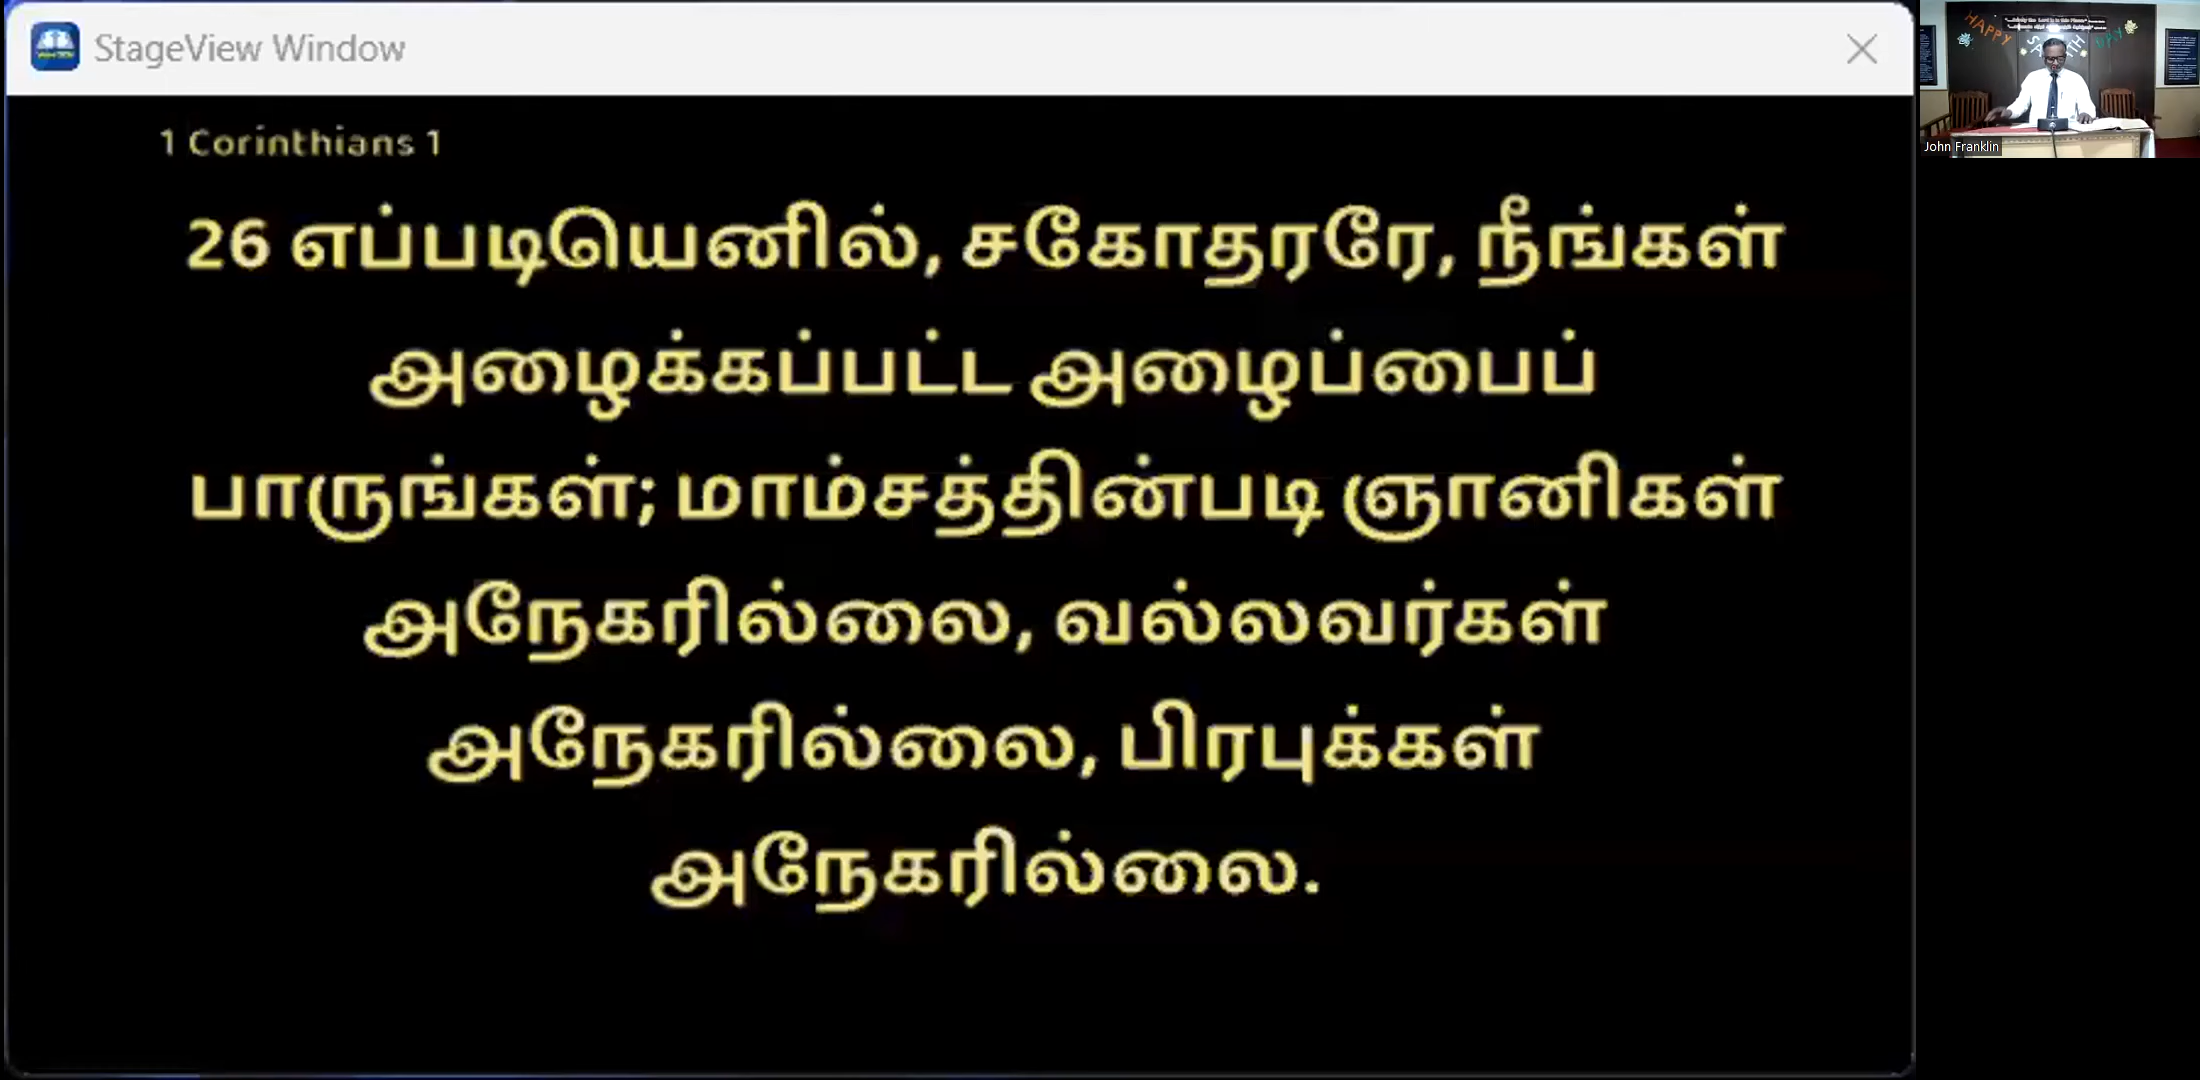 StageView Window
1 Corinthians 1
26 எப்படியெனில், சகோதரரே, நீங்கள்
அழைக்கப்பட்ட அழைப்பைப்
பாருங்கள்; மாம்சத்தின்படி ஞானிகள்
அநேகரில்லை, வல்லவர்கள்
அநேகரில்லை, பிரபுக்கள்
அநேகரில்லை.
HAPPY
John Franklin